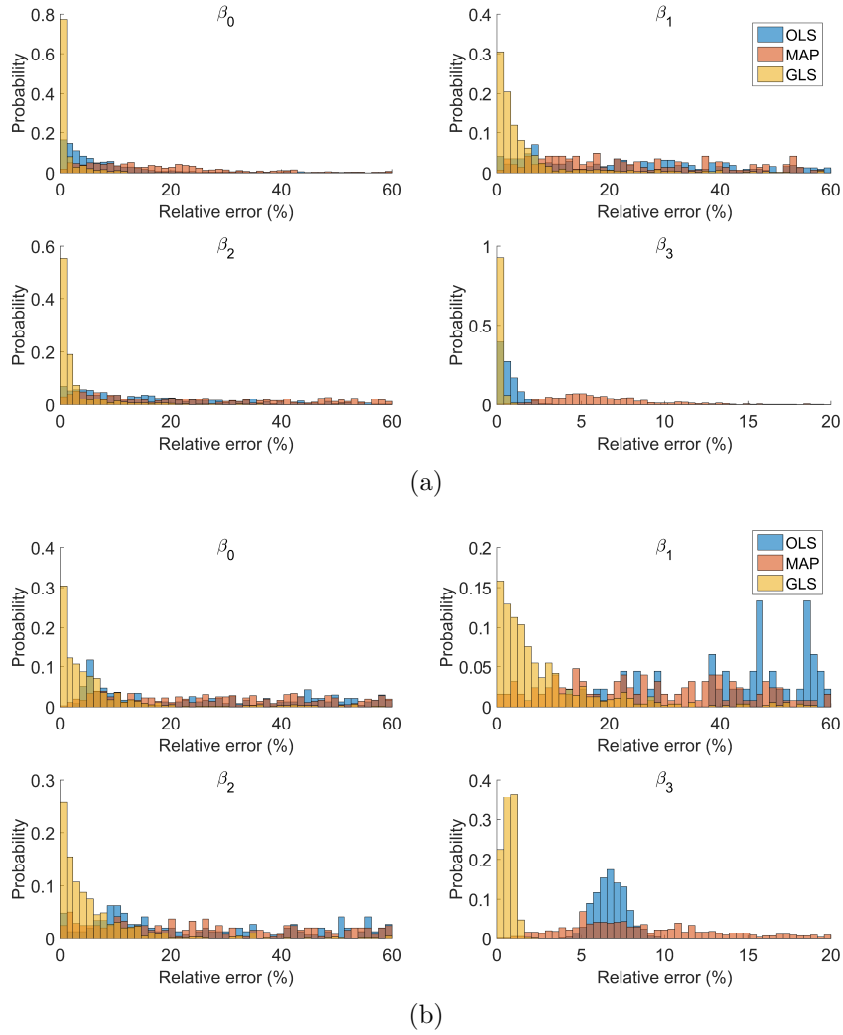 β0
0.8
0.6
0.4
0.2
0
Probability
0 20 40 60
Relative error (%)
β1
0.4
0.3
0.2
0.1
0
Probability
0 20 40 60
Relative error (%)
OLS
MAP
GLS
β2
0.6
0.4
0.2
0
Probability
0 20 40 60
Relative error (%)
β3
1
0.5
0
Probability
0 5 10 15 20
Relative error (%)
(a)
β0
0.4
0.3
0.2
0.1
0
Probability
0 20 40 60
Relative error (%)
β1
0.2
0.15
0.1
0.05
0
Probability
0 20 40 60
Relative error (%)
OLS
MAP
GLS
β2
0.3
0.2
0.1
0
Probability
0 20 40 60
Relative error (%)
β3
0.4
0.3
0.2
0.1
0
Probability
0 5 10 15 20
Relative error (%)
(b)